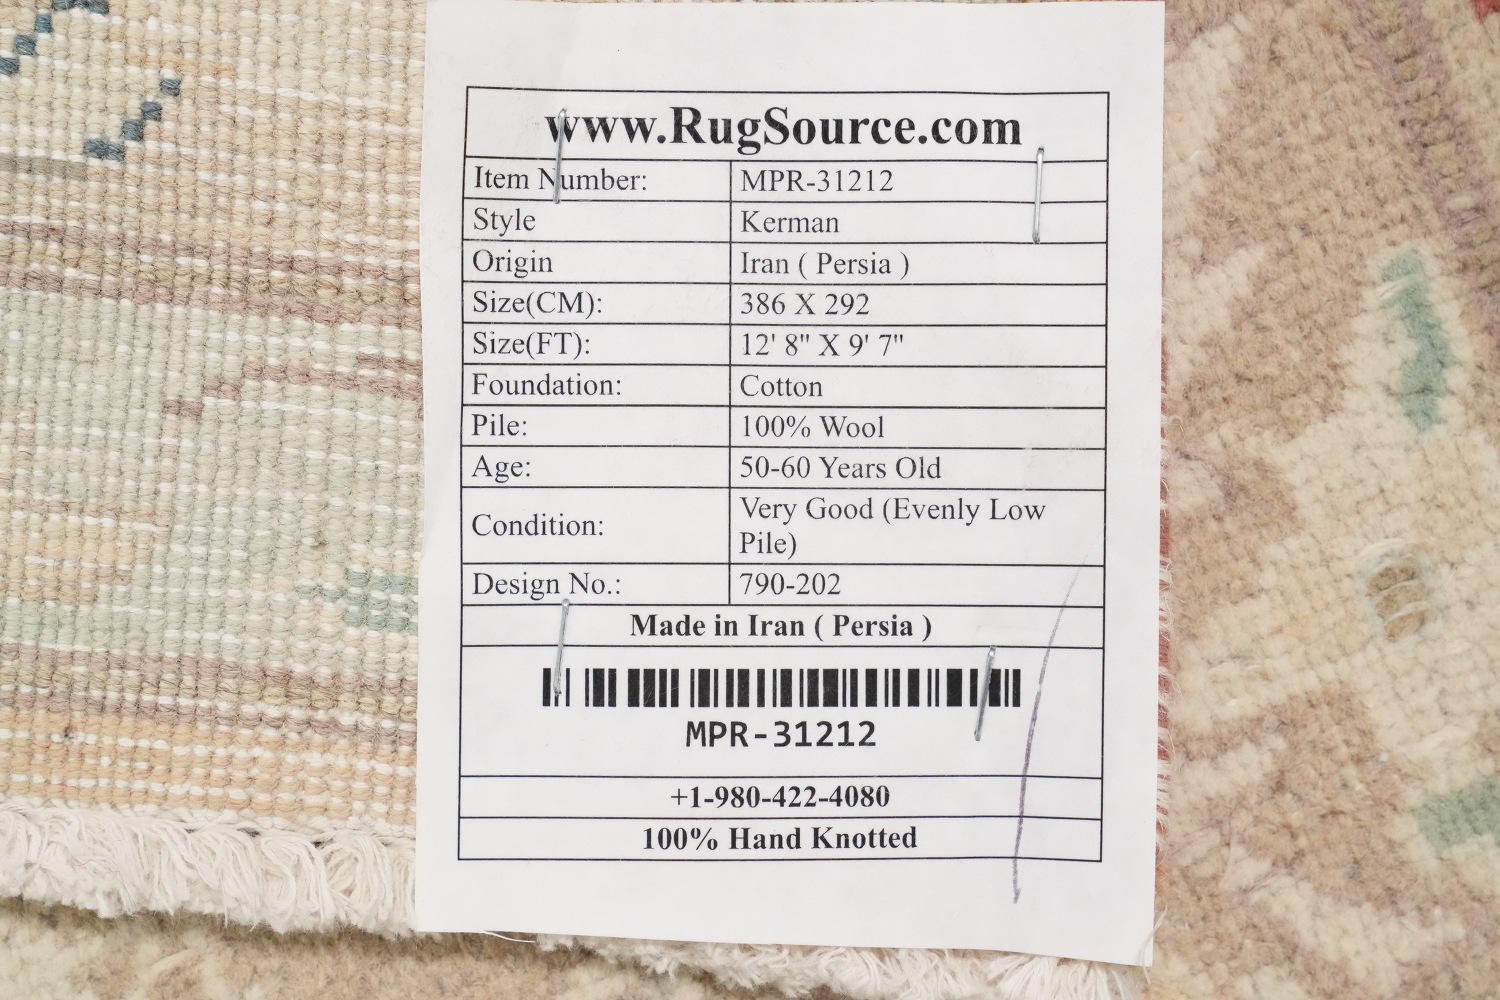 www.RugSource.com
Item Number: MPR-31212
Style Kerman
Origin Iran ( Persia )
Size(CM): 386 X 292
Size(FT): 12' 8" X 9' 7"
Foundation: Cotton
Pile: 100% Wool
Age: 50-60 Years Old
Condition: Very Good (Evenly Low
Pile)
Design No.: 790-202
Made in Iran ( Persia )
MPR-31212
+1-980-422-4080
100% Hand Knotted